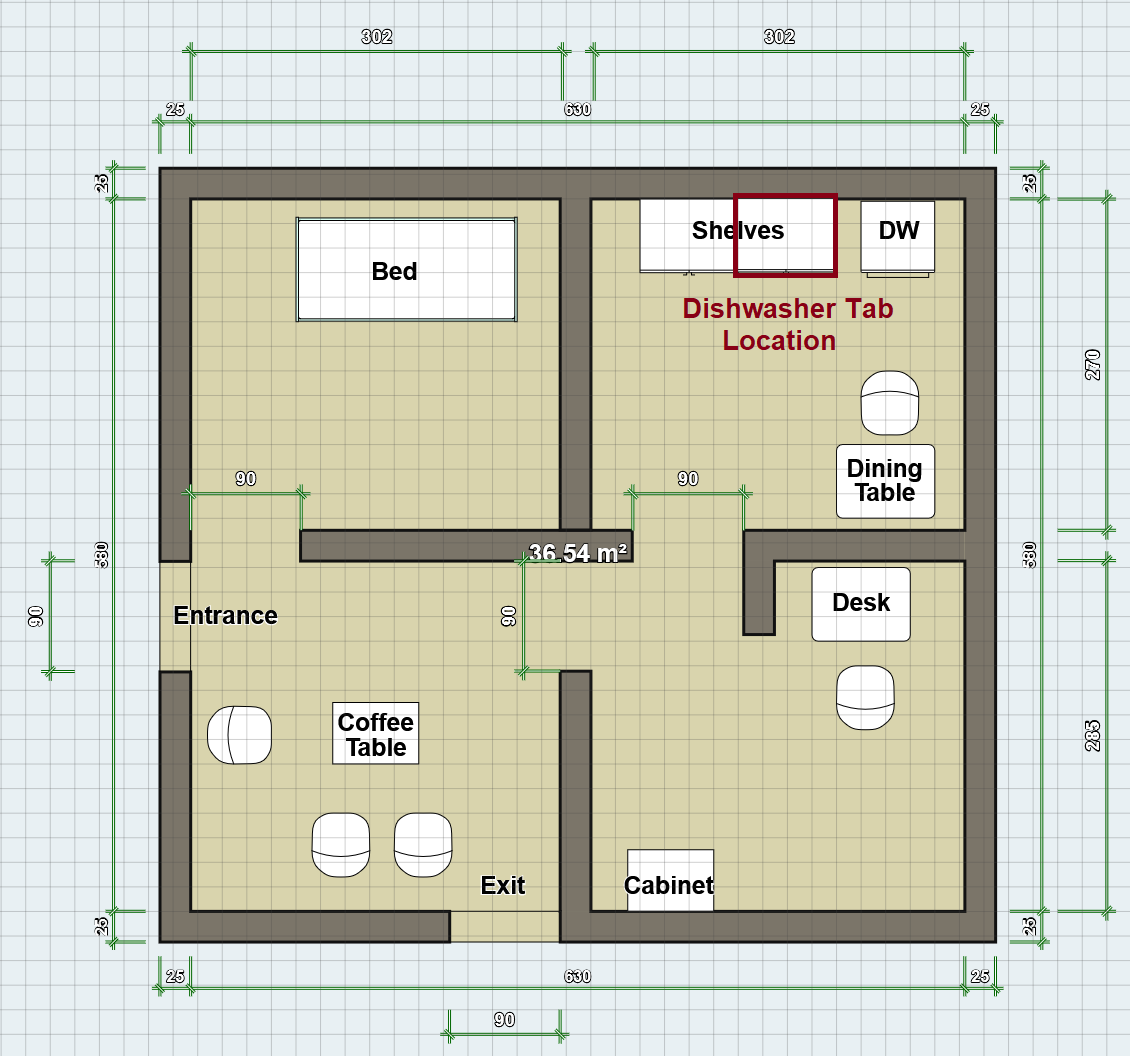 302
302
25
630
25
25
25
Shelves
DW
Bed
Dishwasher Tab
Location
270
Dining
Table
90
90
580
36.54 m²
580
90
Entrance
90
Desk
Coffee
Table
285
Exit
Cabinet
25
25
25
630
25
90